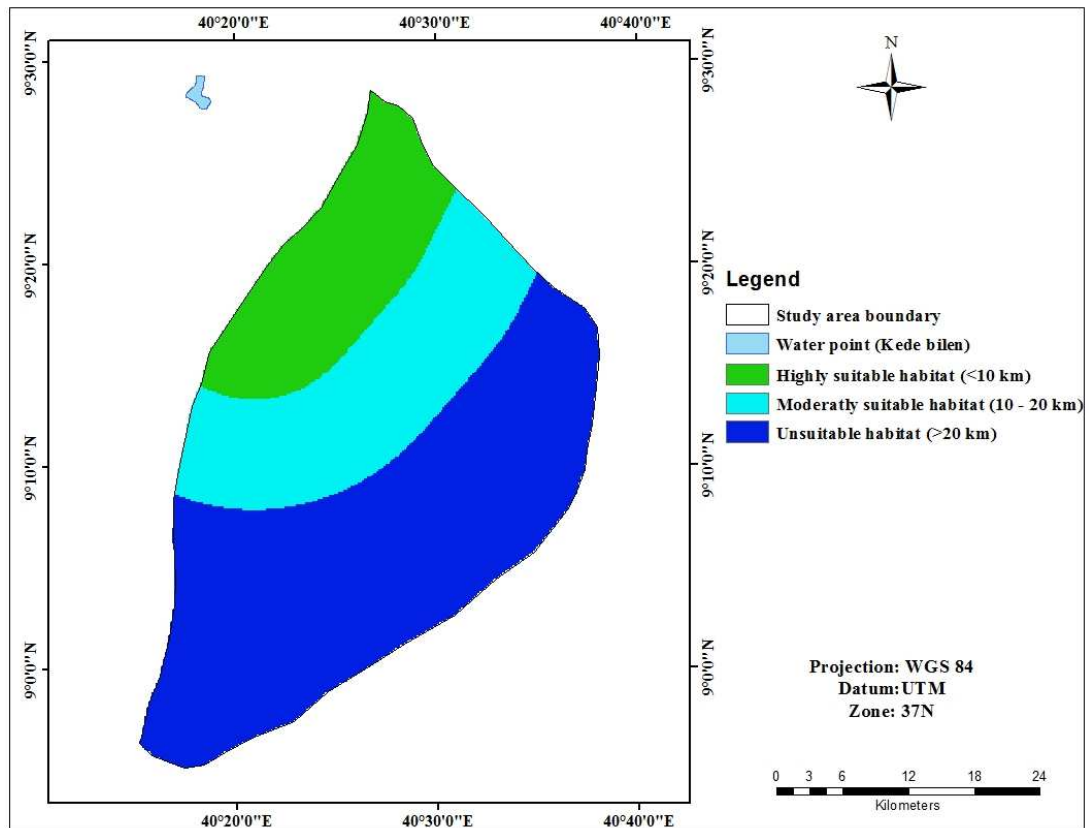 40°20'0"E 40°30'0"E 40°40'0"E
9°30'0"N 9°30'0"N
N
9°20'0"N 9°20'0"N
Legend
Study area boundary
Water point (Kede bilen)
Highly suitable habitat (<10 km)
Moderatly suitable habitat (10 - 20 km)
Unsuitable habitat (>20 km)
9°10'0"N 9°10'0"N
9°0'0"N 9°0'0"N
Projection: WGS 84
Datum:UTM
Zone: 37N
0 3 6 12 18 24
Kilometers
40°20'0"E 40°30'0"E 40°40'0"E